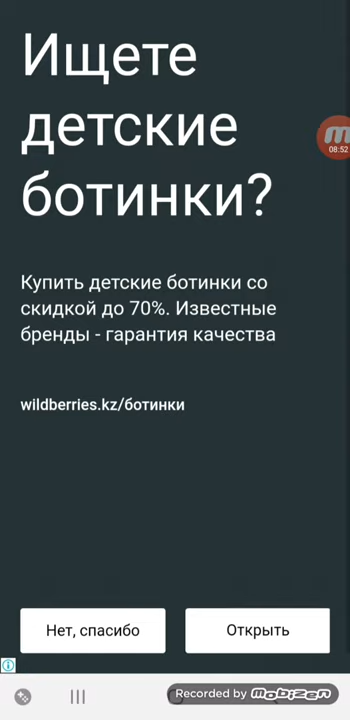 Ищете
детские
ботинки?
08:52
Купить детские ботинки со
скидкой до 70%. Известные
бренды - гарантия качества
wildberries.kz/ботинки
Нет, спасибо
Открыть
Recorded by mobizen